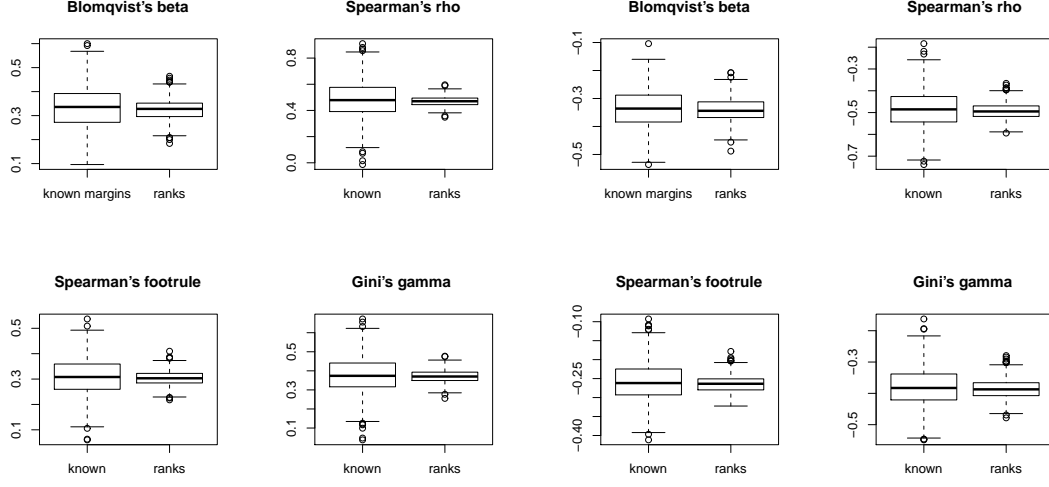 Blomqvist's beta
0.1 0.3 0.5
known margins ranks
Spearman's rho
0.0 0.4 0.8
known ranks
Blomqvist's beta
−0.5 −0.3 −0.1
known margins ranks
Spearman's rho
−0.7 −0.5 −0.3
known ranks
Spearman's footrule
0.1 0.3 0.5
known ranks
Gini's gamma
0.1 0.3 0.5
known ranks
Spearman's footrule
−0.40 −0.25 −0.10
known ranks
Gini's gamma
−0.5 −0.3
known ranks